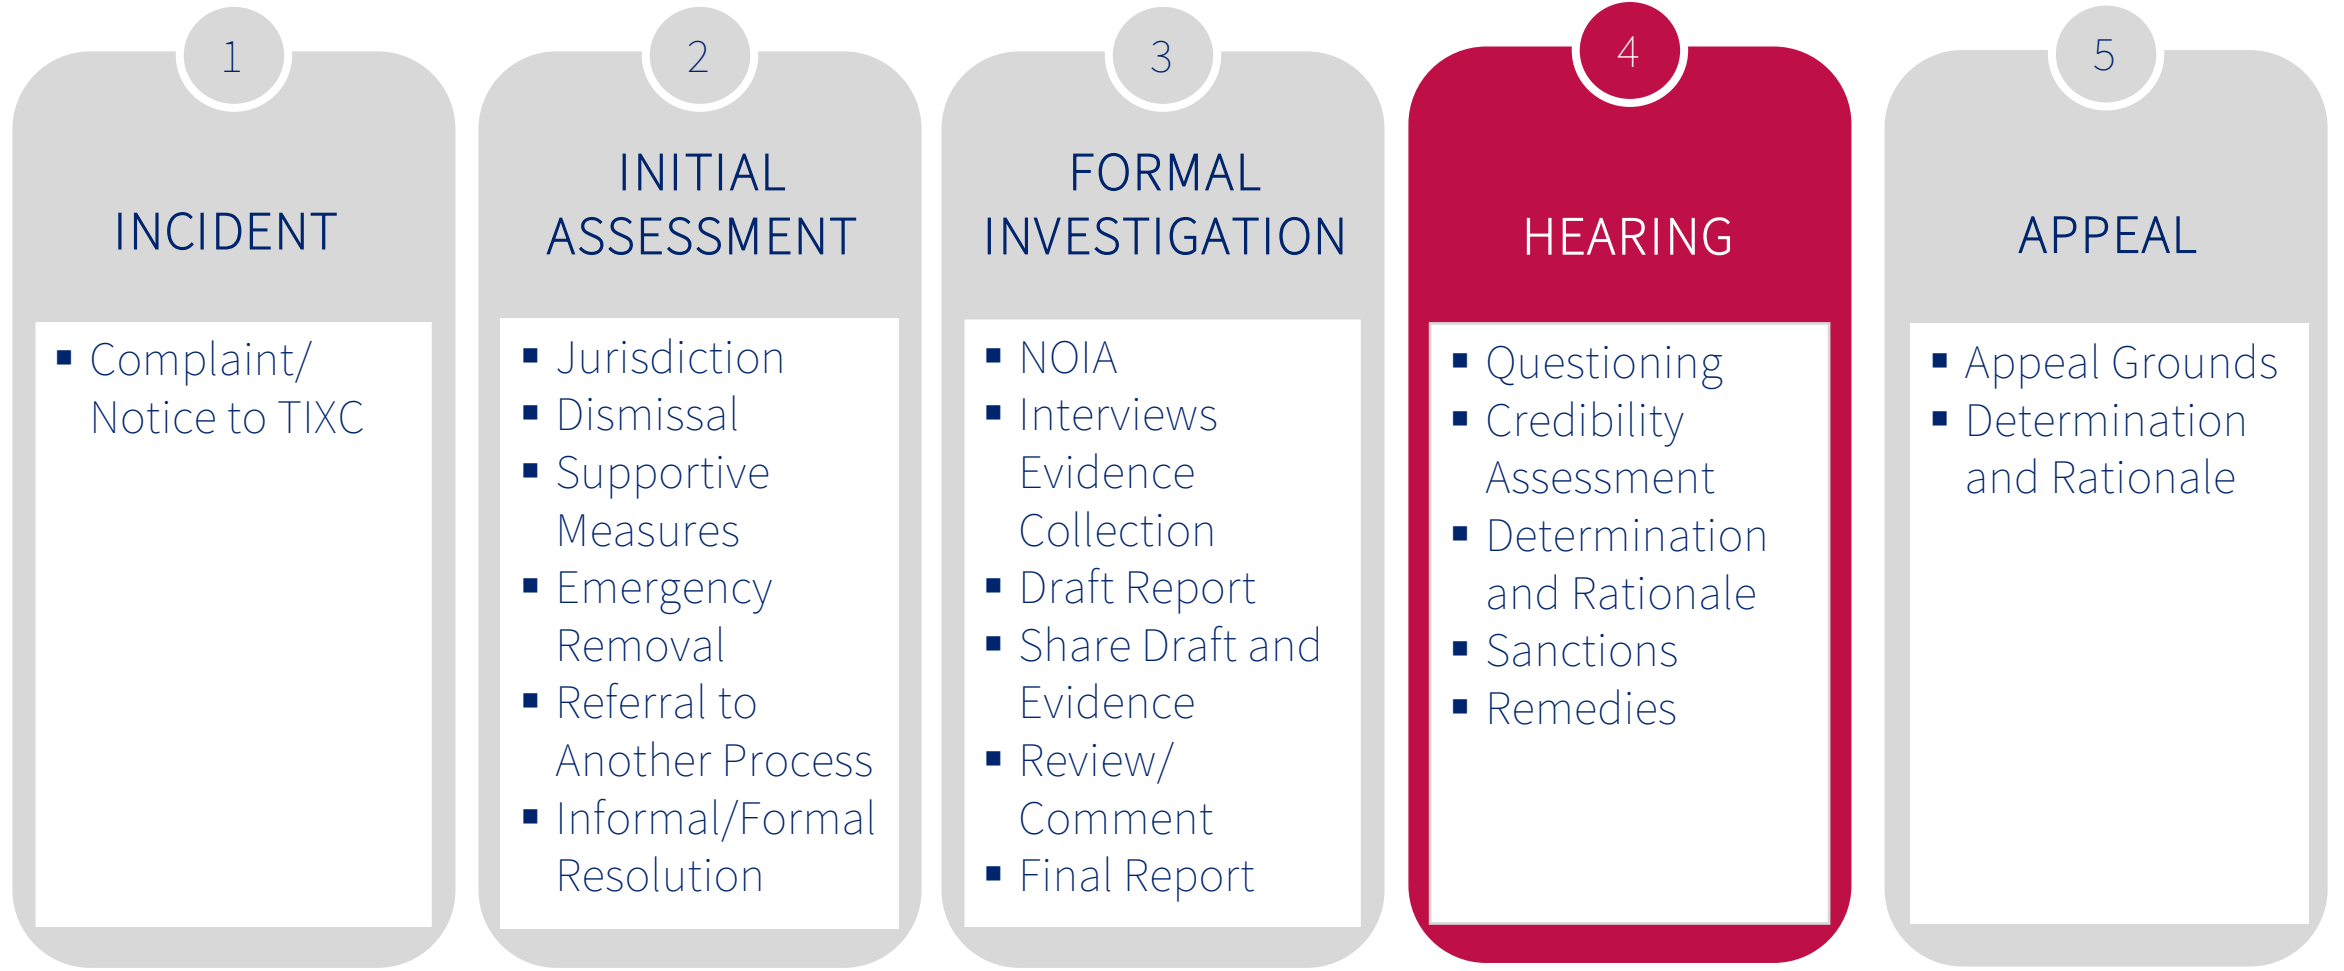 1
INCIDENT
▪ Complaint/
Notice to TIXC
2
INITIAL
ASSESSMENT
▪ Jurisdiction
▪ Dismissal
▪ Supportive
Measures
▪ Emergency
Removal
▪ Referral to
Another Process
▪ Informal/Formal
Resolution
3
FORMAL
INVESTIGATION
▪ NOIA
▪ Interviews
Evidence
Collection
▪ Draft Report
▪ Share Draft and
Evidence
▪ Review/
Comment
▪ Final Report
4
HEARING
▪ Questioning
▪ Credibility
Assessment
▪ Determination
and Rationale
▪ Sanctions
▪ Remedies
5
APPEAL
▪ Appeal Grounds
▪ Determination
and Rationale